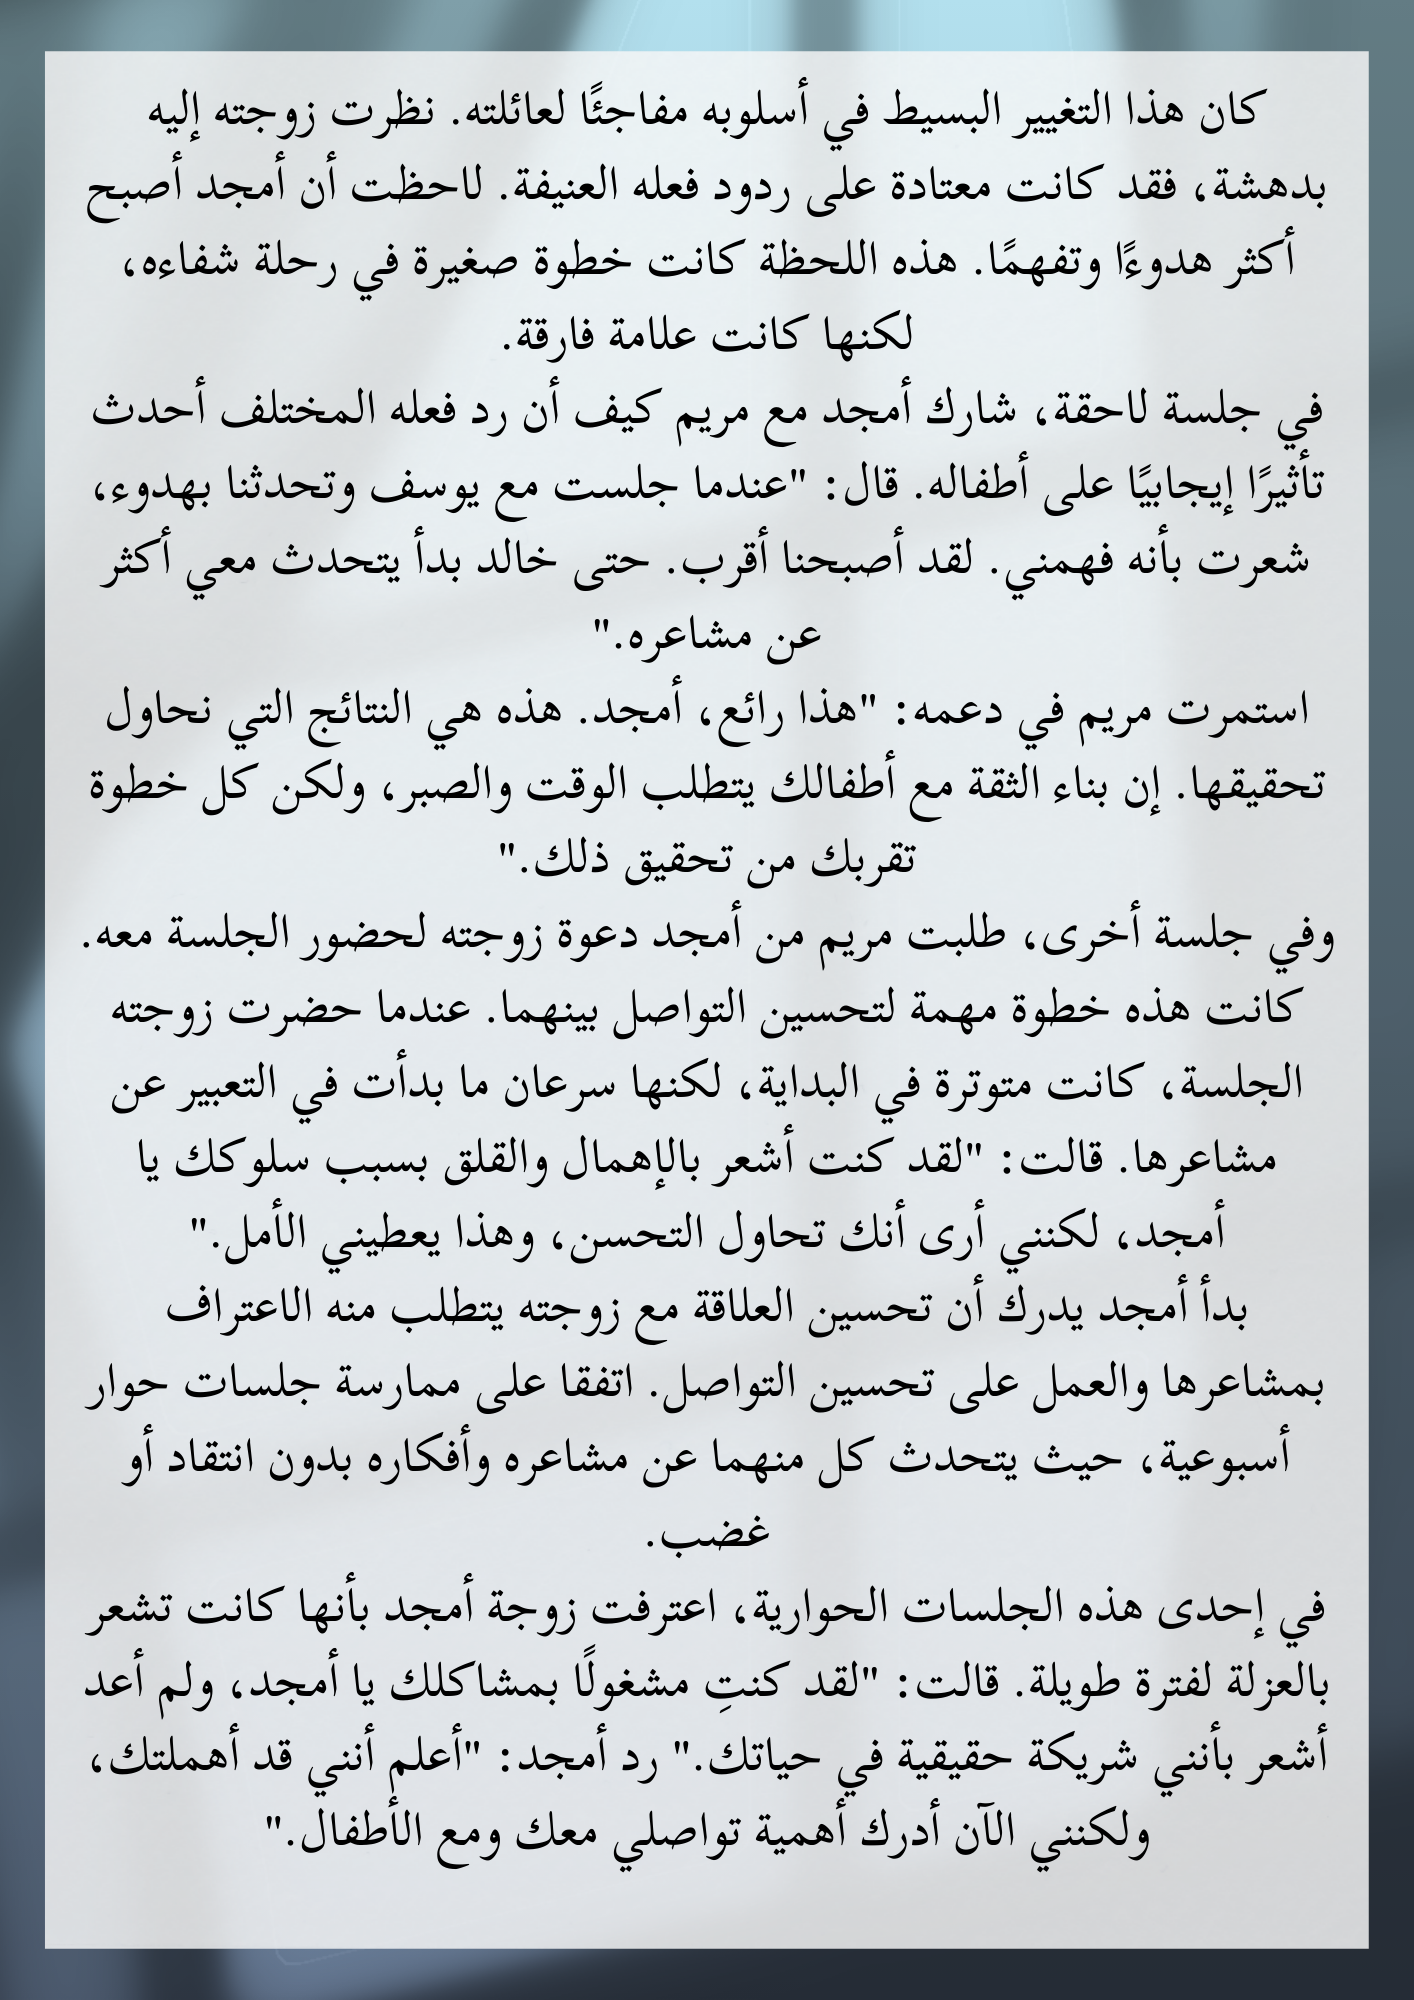 كان هذا التغيير البسيط في أسلوبه مفاجئًا لعائلته. نظرت زوجته إليه
بدهشة، فقد كانت معتادة على ردود فعله العنيفة. لاحظت أن أمجد أصبح
أكثر هدوءًا وتفهمًا. هذه اللحظة كانت خطوة صغيرة في رحلة شفاءه،
لكنها كانت علامة فارقة.
في جلسة لاحقة، شارك أمجد مع مريم كيف أن رد فعله المختلف أحدث
تأثيرًا إيجابيًا على أطفاله. قال: "عندما جلست مع يوسف وتحدثنا بهدوء،
شعرت بأنه فهمني. لقد أصبحنا أقرب. حتى خالد بدأ يتحدث معي أكثر
عن مشاعره."
استمرت مريم في دعمه: "هذا رائع، أمجد. هذه هي النتائج التي نحاول
تحقيقها. إن بناء الثقة مع أطفالك يتطلب الوقت والصبر، ولكن كل خطوة
تقربك من تحقيق ذلك."
وفي جلسة أخرى، طلبت مريم من أمجد دعوة زوجته لحضور الجلسة معه.
كانت هذه خطوة مهمة لتحسين التواصل بينهما. عندما حضرت زوجته
الجلسة، كانت متوترة في البداية، لكنها سرعان ما بدأت في التعبير عن
مشاعرها. قالت: "لقد كنت أشعر بالإهمال والقلق بسبب سلوكك يا
أمجد، لكنني أرى أنك تحاول التحسن، وهذا يعطيني الأمل."
بدأ أمجد يدرك أن تحسين العلاقة مع زوجته يتطلب منه الاعتراف
بمشاعرها والعمل على تحسين التواصل. اتفقا على ممارسة جلسات حوار
أسبوعية، حيث يتحدث كل منهما عن مشاعره وأفكاره بدون انتقاد أو
غضب.
في إحدى هذه الجلسات الحوارية، اعترفت زوجة أمجد بأنها كانت تشعر
بالعزلة لفترة طويلة. قالت: "لقد كنتِ مشغولًا بمشاكلك يا أمجد، ولم أعد
أشعر بأنني شريكة حقيقية في حياتك." رد أمجد: "أعلم أنني قد أهملتك،
ولكنني الآن أدرك أهمية تواصلي معك ومع الأطفال."